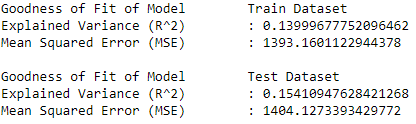 Goodness of Fit of Model Train Dataset
Explained Variance (R^2) : 0.13999677752096462
Mean Squared Error (MSE) : 1393.1601122944378
Goodness of Fit of Model Test Dataset
Explained Variance (R^2) : 0.15410947628421268
Mean Squared Error (MSE) : 1404.1273393429772